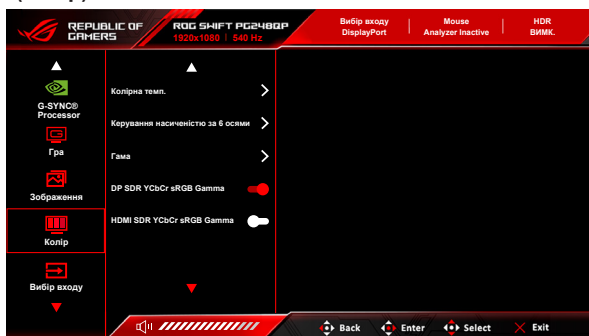 REPUBLIC OF
GAMERS
ROG SWIFT PG248QP
1920x1080 | 540 Hz
Вибір входу
DisplayPort
Mouse
Analyzer Inactive
HDR
ВИМК.
G-SYNC®
Processor
Гра
Зображення
Колір
Вибір входу
Колірна темп.
Керування насиченістю за 6 осями
Гама
DP SDR YCbCr sRGB Gamma
HDMI SDR YCbCr sRGB Gamma
Back
Enter
Select
Exit